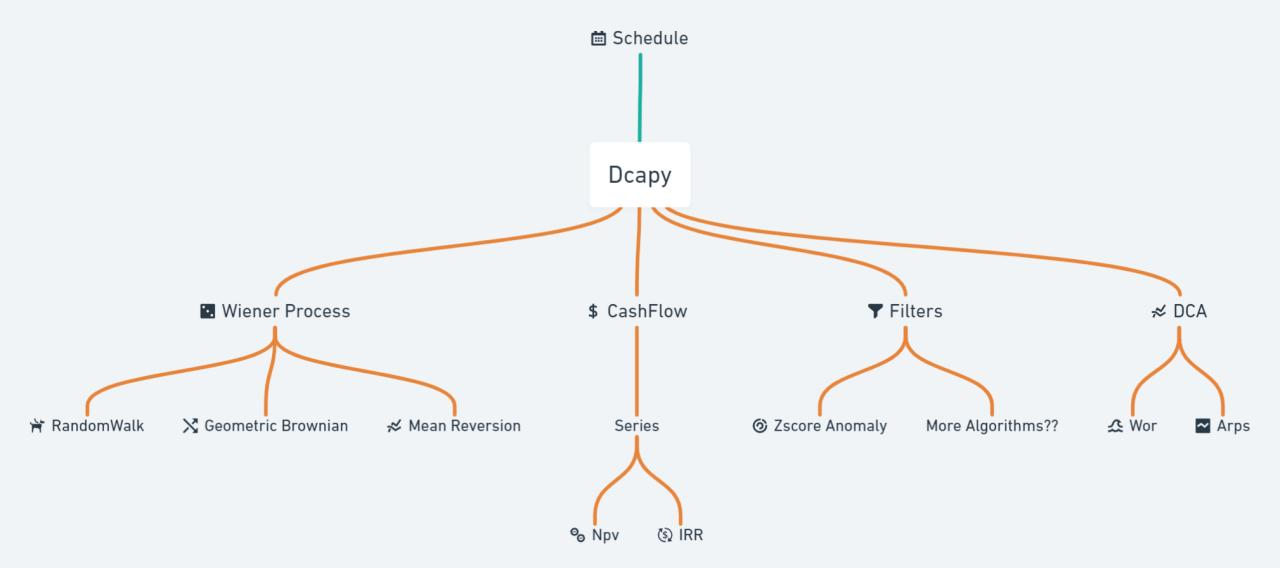 Schedule
Dcapy
Wiener Process
CashFlow
Filters
DCA
RandomWalk
Geometric Brownian
Mean Reversion
Series
Zscore Anomaly
More Algorithms??
Wor
Arps
Npv
IRR